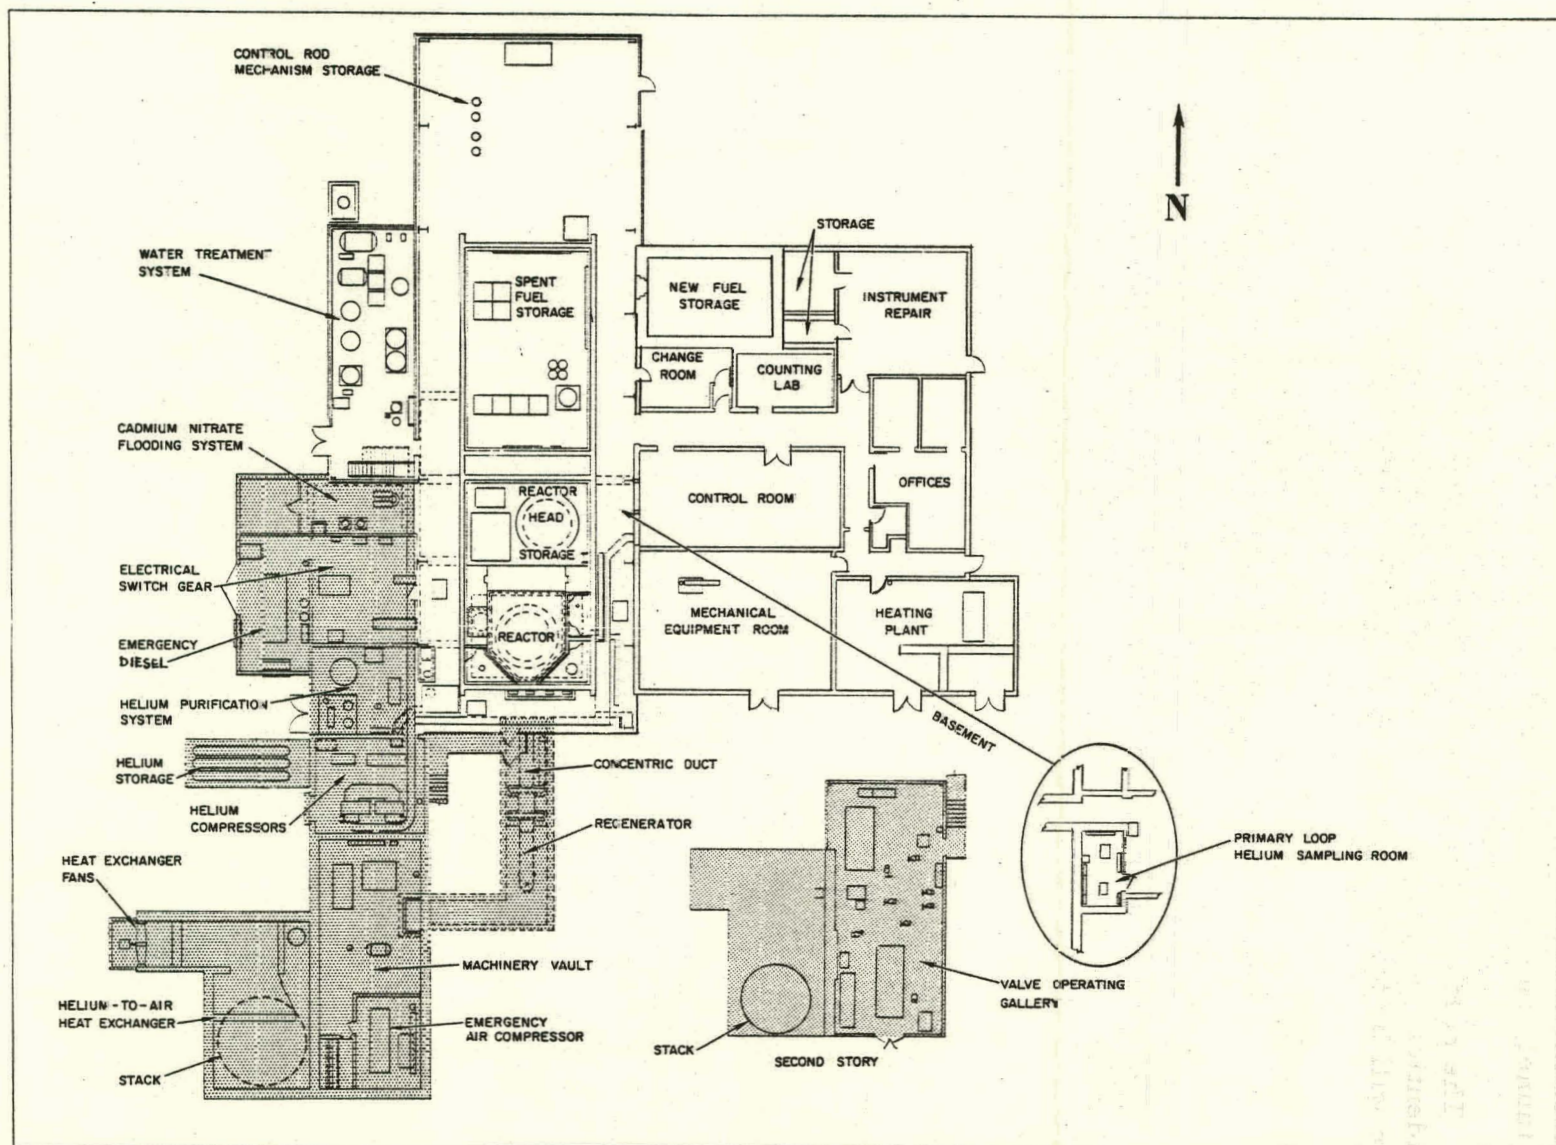 CONTROL ROD
MECHANISM STORAGE
N
WATER TREATMENT
SYSTEM
STORAGE
SPENT
FUEL
STORAGE
NEW FUEL
STORAGE
INSTRUMENT
REPAIR
CHANGE
ROOM
COUNTING
LAB
CADMIUM NITRATE
FLOODING SYSTEM
REACTOR
HEAD
STORAGE
CONTROL ROOM
OFFICES
ELECTRICAL
SWITCH GEAR
EMERGENCY
DIESEL
REACTOR
MECHANICAL
EQUIPMENT ROOM
HEATING
PLANT
HELIUM PURIFICATION
SYSTEM
BASEMENT
HELIUM
STORAGE
CONCENTRIC DUCT
HELIUM
COMPRESSORS
REGENERATOR
PRIMARY LOOP
HELIUM SAMPLING ROOM
HEAT EXCHANGER
FANS
MACHINERY VAULT
VALVE OPERATING
GALLERY
HELIUM-TO-AIR
HEAT EXCHANGER
EMERGENCY
AIR COMPRESSOR
STACK
STACK
SECOND STORY